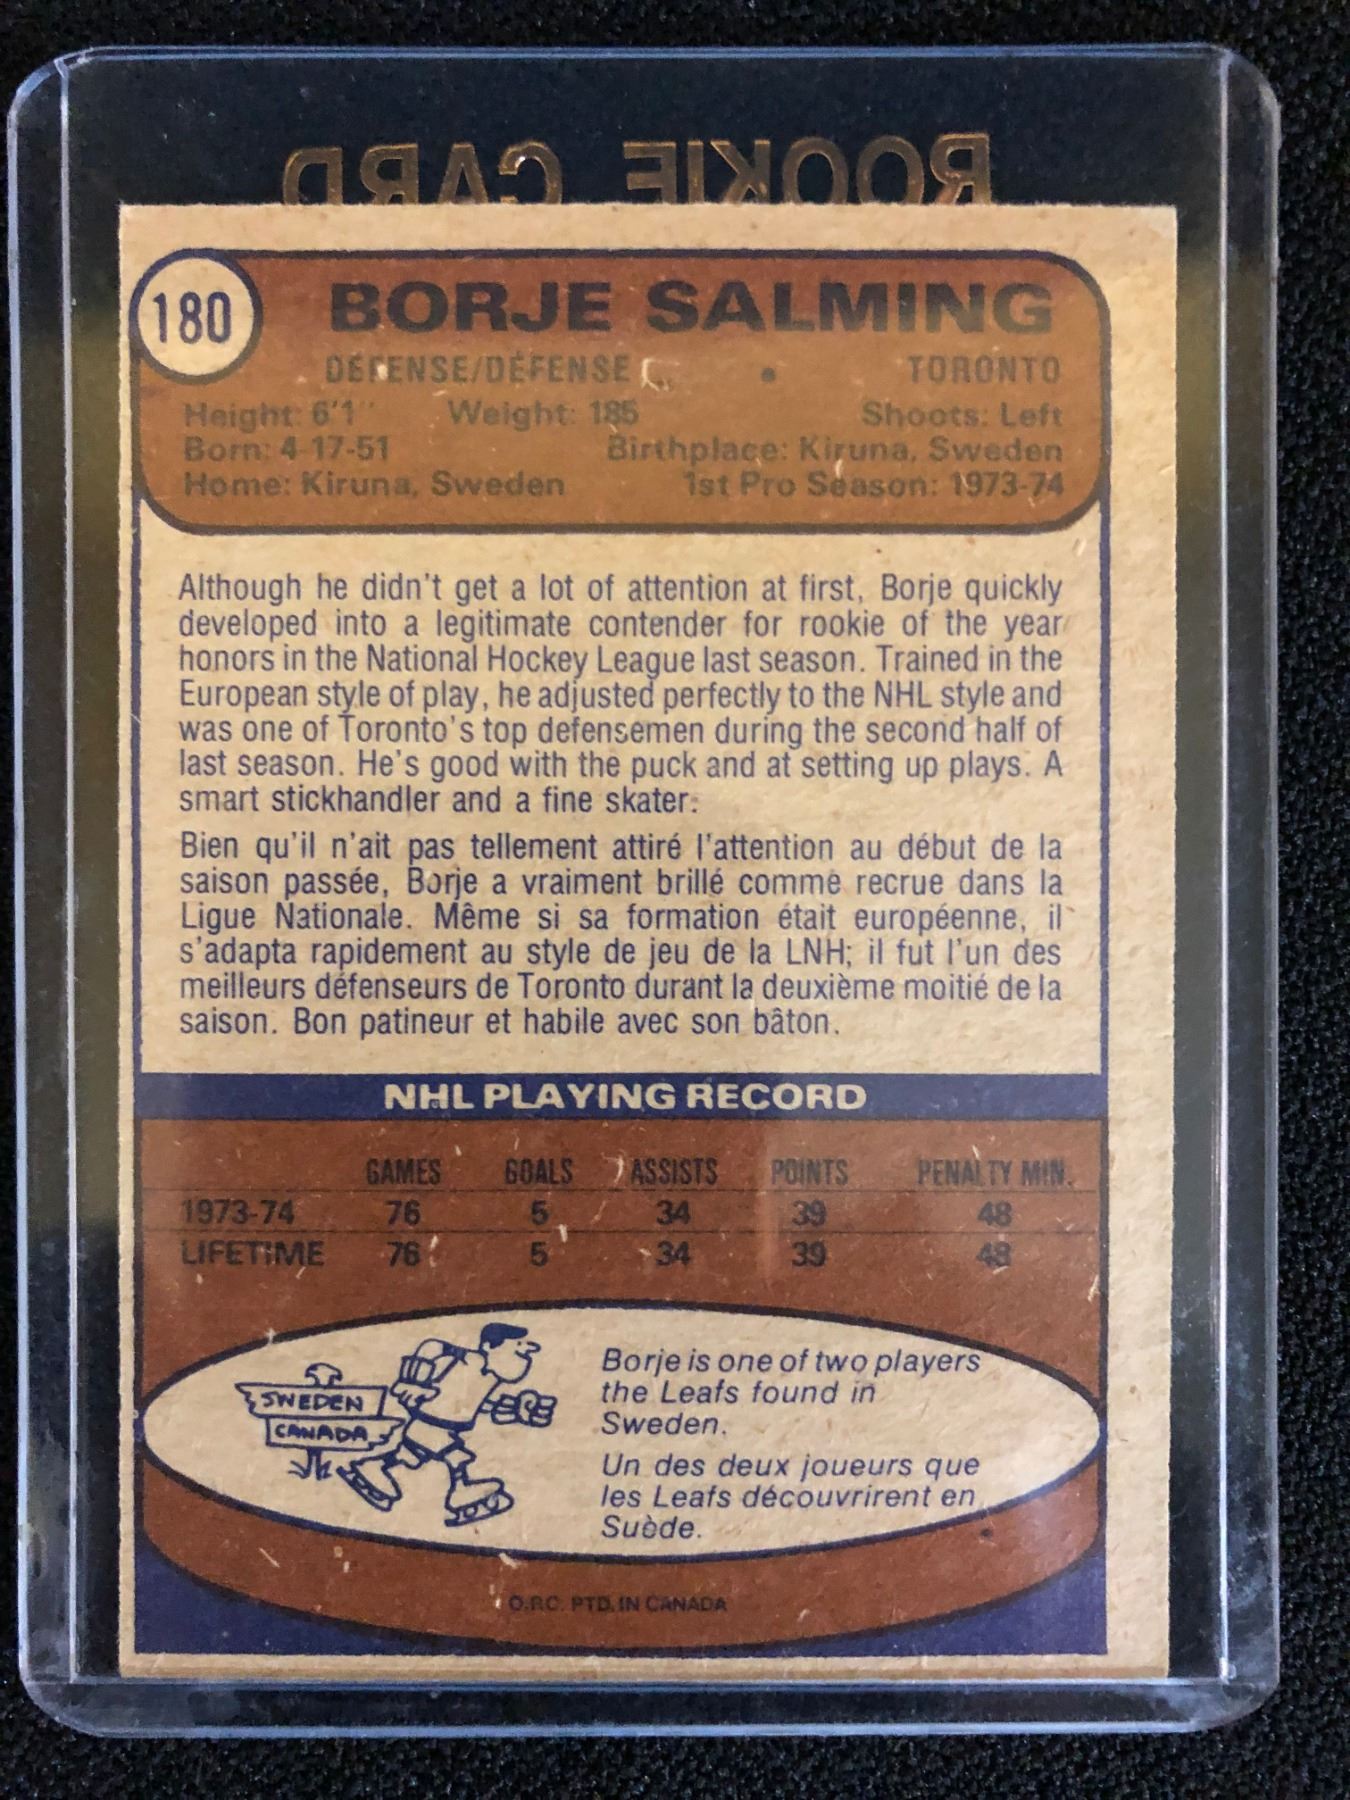 ROOKIE CARD
180
BORJE SALMING
DEFENSE/DÉFENSE • TORONTO
Height: 6'1" Weight: 185 Shoots: Left
Born: 4-17-51 Birthplace: Kiruna, Sweden
Home: Kiruna, Sweden 1st Pro Season: 1973-74
Although he didn't get a lot of attention at first, Borje quickly
developed into a legitimate contender for rookie of the year
honors in the National Hockey League last season. Trained in the
European style of play, he adjusted perfectly to the NHL style and
was one of Toronto's top defensemen during the second half of
last season. He's good with the puck and at setting up plays. A
smart stickhandler and a fine skater.
Bien qu'il n'ait pas tellement attiré l'attention au début de la
saison passée, Borje a vraiment brillé comme recrue dans la
Ligue Nationale. Même si sa formation était européenne, il
s'adapta rapidement au style de jeu de la LNH; il fut l'un des
meilleurs défenseurs de Toronto durant la deuxième moitié de la
saison. Bon patineur et habile avec son bâton.
NHL PLAYING RECORD
GAMES GOALS ASSISTS POINTS PENALTY MIN.
1973-74 76 5 34 39 48
LIFETIME 76 5 34 39 48
SWEDEN
CANADA
Borje is one of two players
the Leafs found in
Sweden.
Un des deux joueurs que
les Leafs découvrirent en
Suède.
O.P.C. PTD. IN CANADA